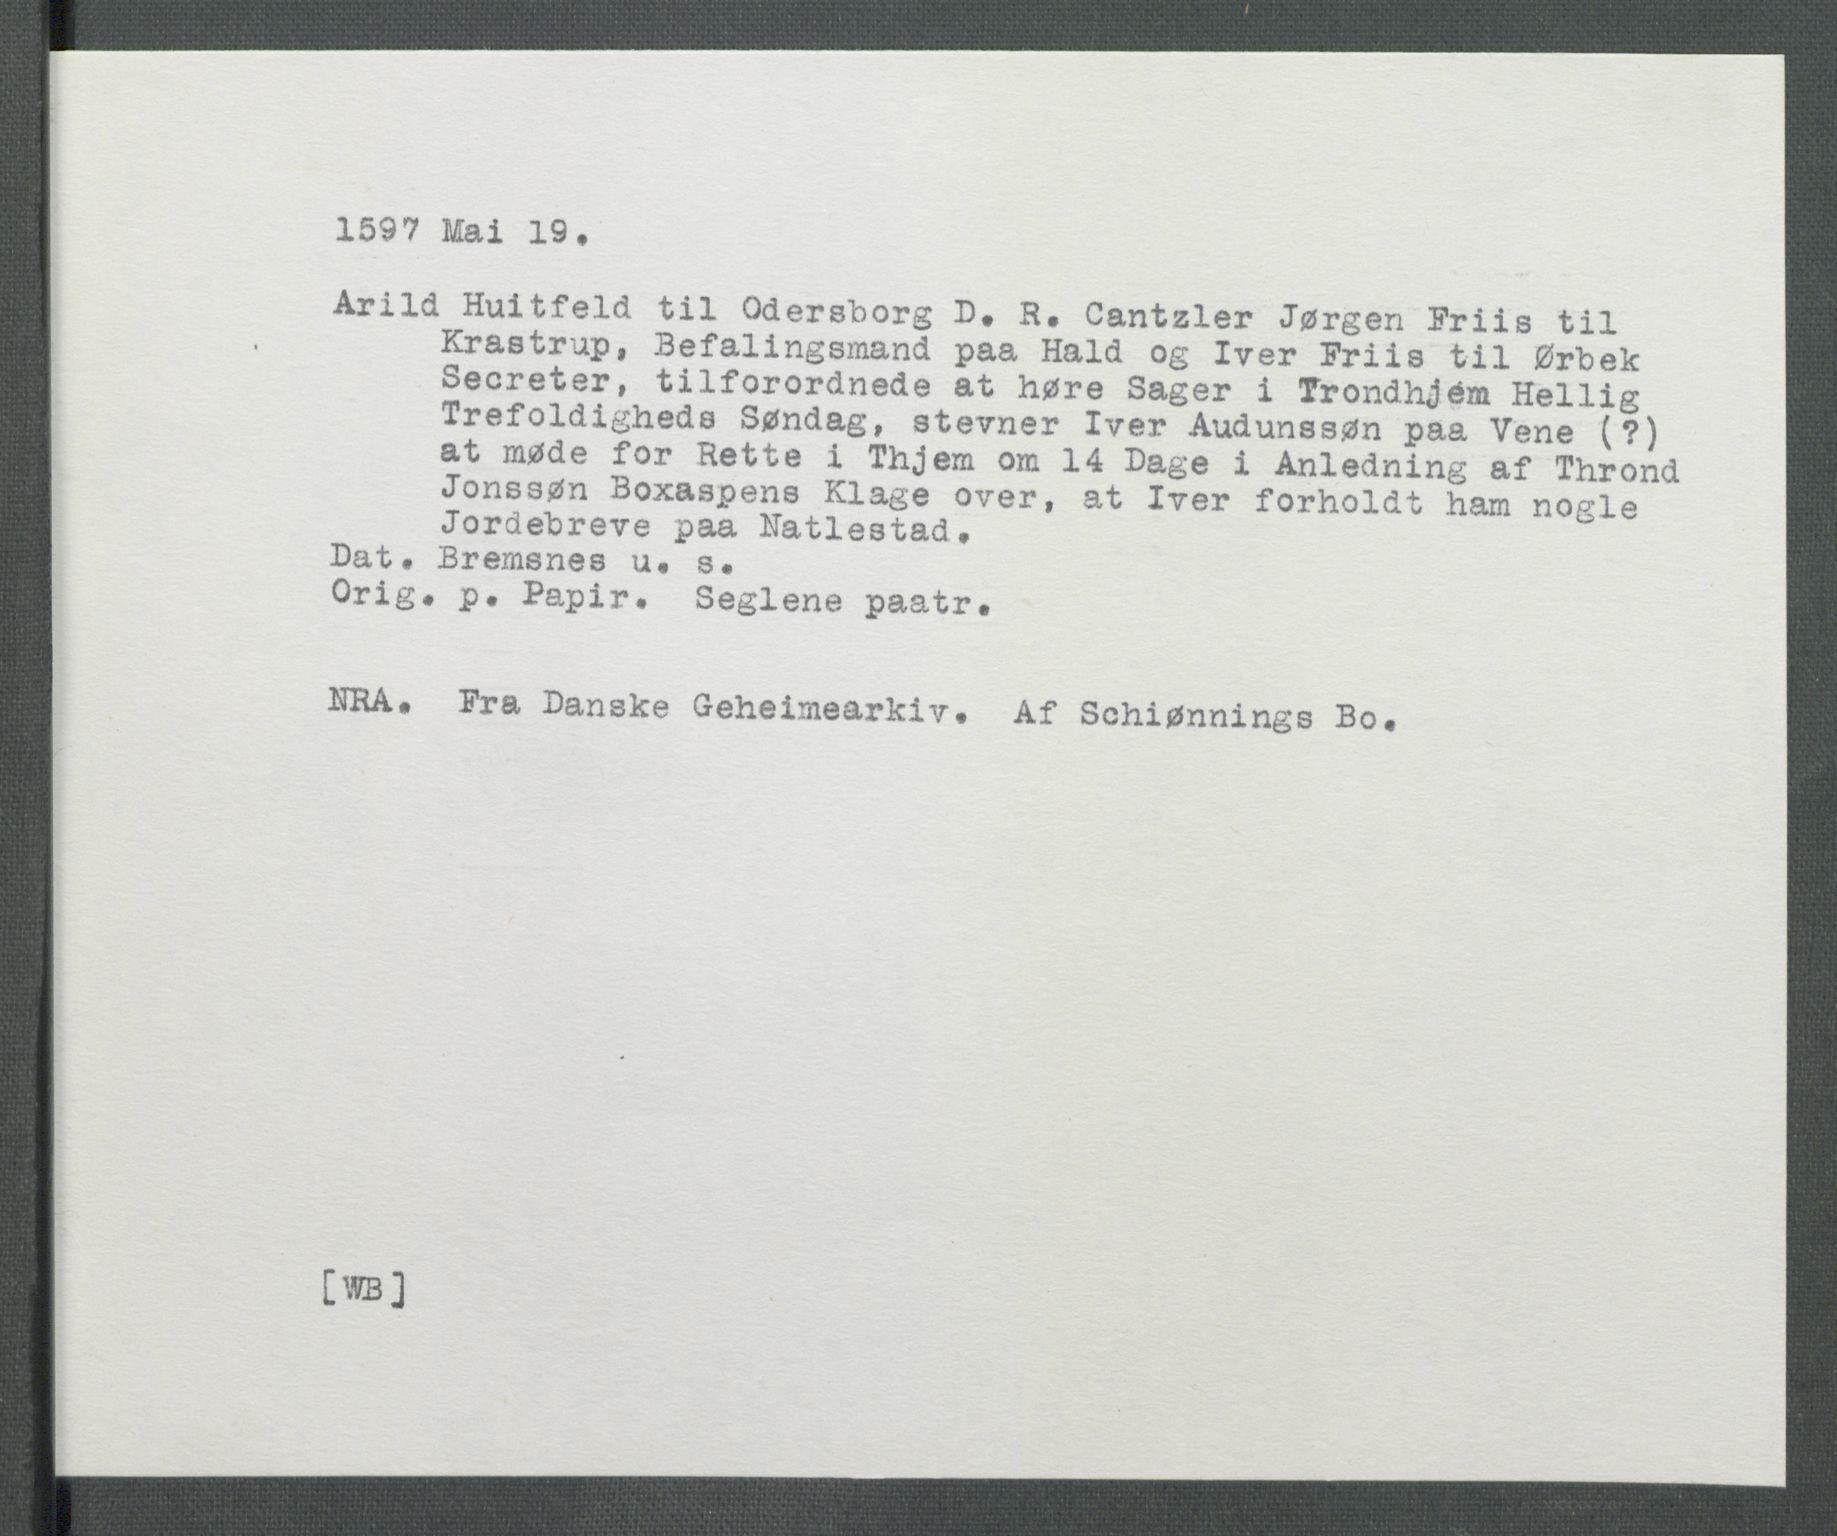 1597 Mai 19.
Arild Huitfeld til Odersborg D. R. Cantzler Jørgen Friis til
Krastrup, Befalingsmand paa Hald og Iver Friis til Ørbek
Secreter, tilforordnede at høre Sager i Trondhjem Hellig
Trefoldigheds Søndag, stevner Iver Audunssøn paa Vene (?)
at møde for Rette i Thjem om 14 Dage i Anledning af Thrond
Jonssøn Boxaspens Klage over, at Iver forholdt ham nogle
Jordebreve paa Natlestad.
Dat. Bremsnes u. s.
Orig. p. Papir. Seglene paatr.
NRA. Fra Danske Geheimearkiv. Af Schiønnings Bo.
[WB]